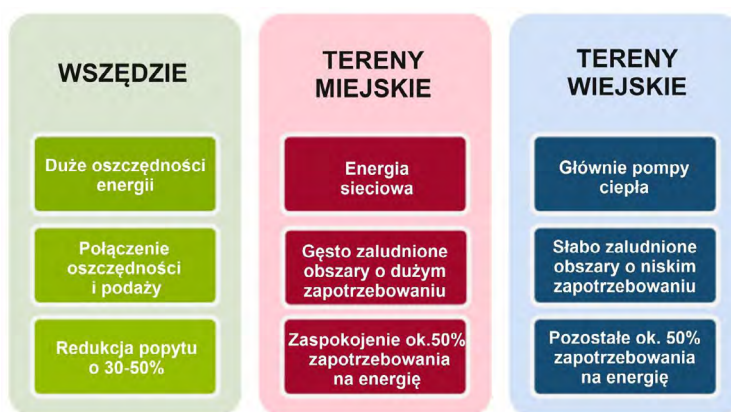 WSZĘDZIE
Duże oszczędności
energii
Połączenie
oszczędności
i podaży
Redukcja popytu
o 30-50%
TERENY
MIEJSKIE
Energia
sieciowa
Gęsto zaludnione
obszary o dużym
zapotrzebowaniu
Zaspokojenie ok.50%
zapotrzebowania
na energię
TERENY
WIEJSKIE
Głównie pompy
ciepła
Słabo zaludnione
obszary o niskim
zapotrzebowaniu
Pozostałe ok. 50%
zapotrzebowania
na energię